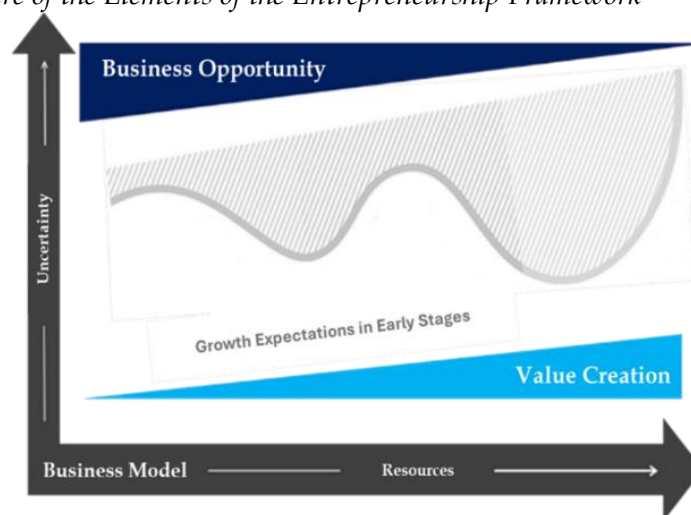 re of the Elements of the Entrepreneurship Framework
Business Opportunity
Uncertainty
Growth Expectations in Early Stages
Value Creation
Business Model
Resources